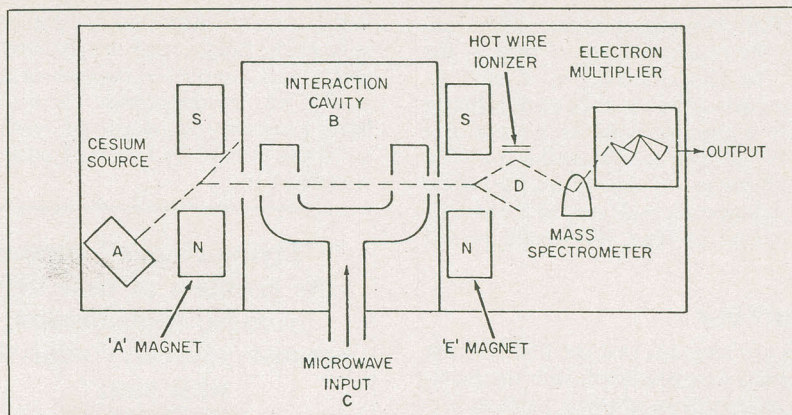 HOT WIRE
IONIZER
ELECTRON
MULTIPLIER
INTERACTION
CAVITY
B
S
S
CESIUM
SOURCE
OUTPUT
D
A
N
N
MASS
SPECTROMETER
'A' MAGNET
'E' MAGNET
MICROWAVE
INPUT
C